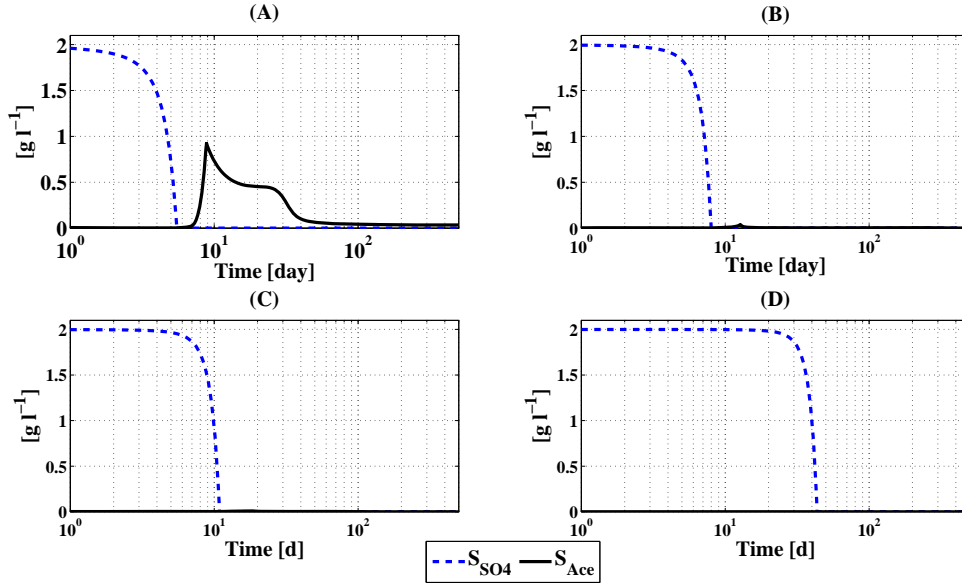 (A)
2
1.5
1
0.5
0
[g l⁻¹]
10⁰ 10¹ 10²
Time [day]
(B)
2
1.5
1
0.5
0
[g l⁻¹]
10⁰ 10¹ 10²
Time [day]
(C)
2
1.5
1
0.5
0
[g l⁻¹]
10⁰ 10¹ 10²
Time [d]
(D)
2
1.5
1
0.5
0
[g l⁻¹]
10⁰ 10¹ 10²
Time [d]
S_SO4 S_Ace